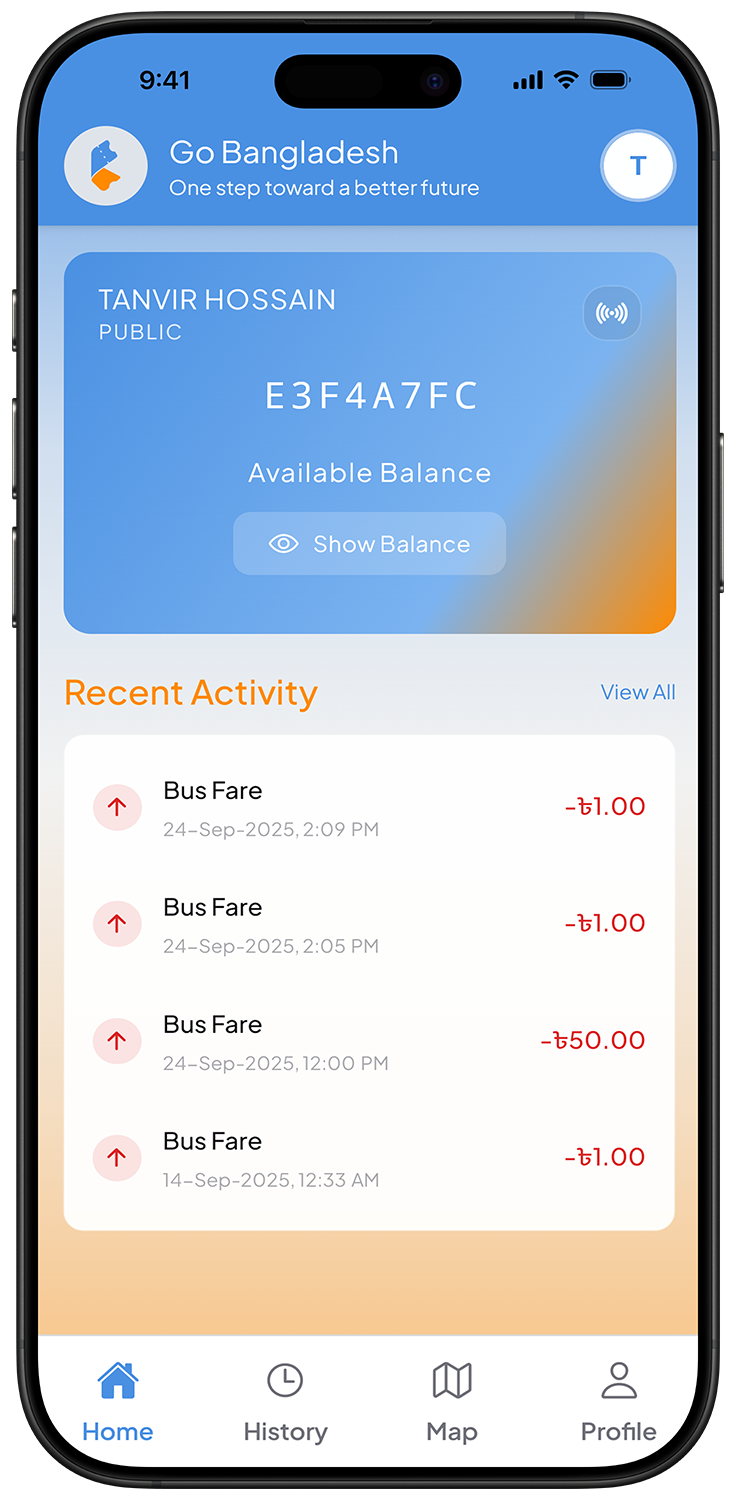 9:41
Go Bangladesh
One step toward a better future
T
TANVIR HOSSAIN
PUBLIC
E3F4A7FC
Available Balance
Show Balance
Recent Activity
View All
Bus Fare
-৳1.00
24-Sep-2025, 2:09 PM
Bus Fare
-৳1.00
24-Sep-2025, 2:05 PM
Bus Fare
-৳50.00
24-Sep-2025, 12:00 PM
Bus Fare
-৳1.00
14-Sep-2025, 12:33 AM
Home
History
Map
Profile